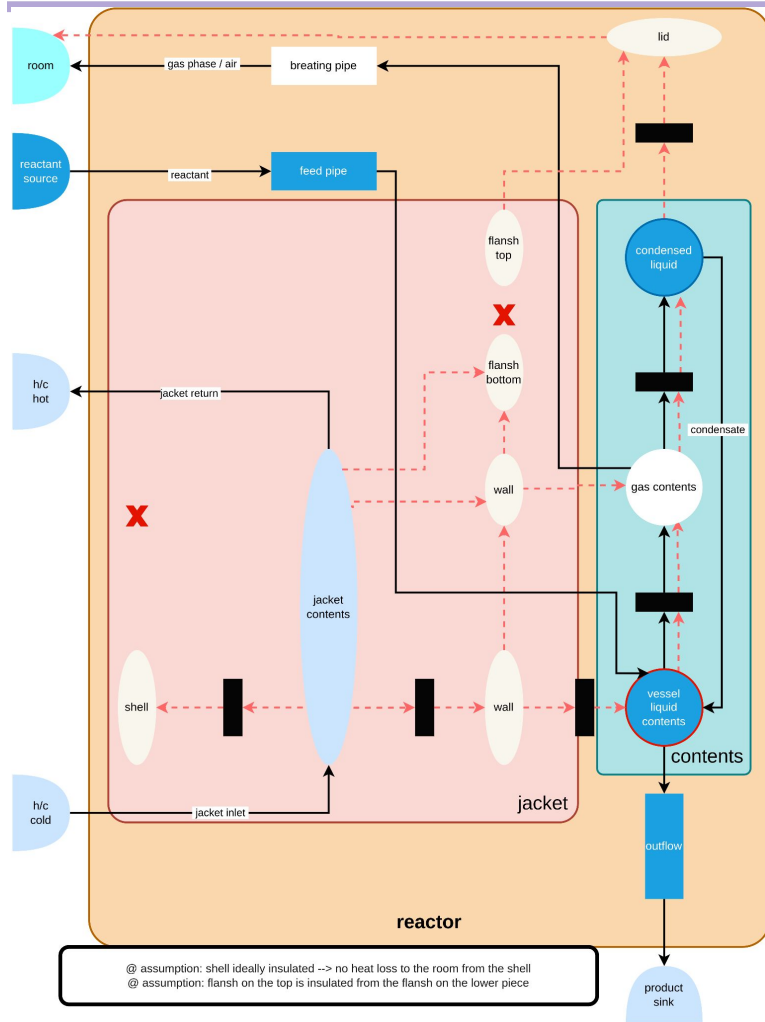 lid
room
gas phase / air
breating pipe
reactant
source
reactant
feed pipe
flansh
top
condensed
liquid
flansh
bottom
h/c
hot
jacket return
condensate
wall
gas contents
jacket
contents
shell
wall
vessel
liquid
contents
contents
h/c
cold
jacket inlet
jacket
outflow
reactor
@ assumption: shell ideally insulated --> no heat loss to the room from the shell
@ assumption: flansh on the top is insulated from the flansh on the lower piece
product
sink